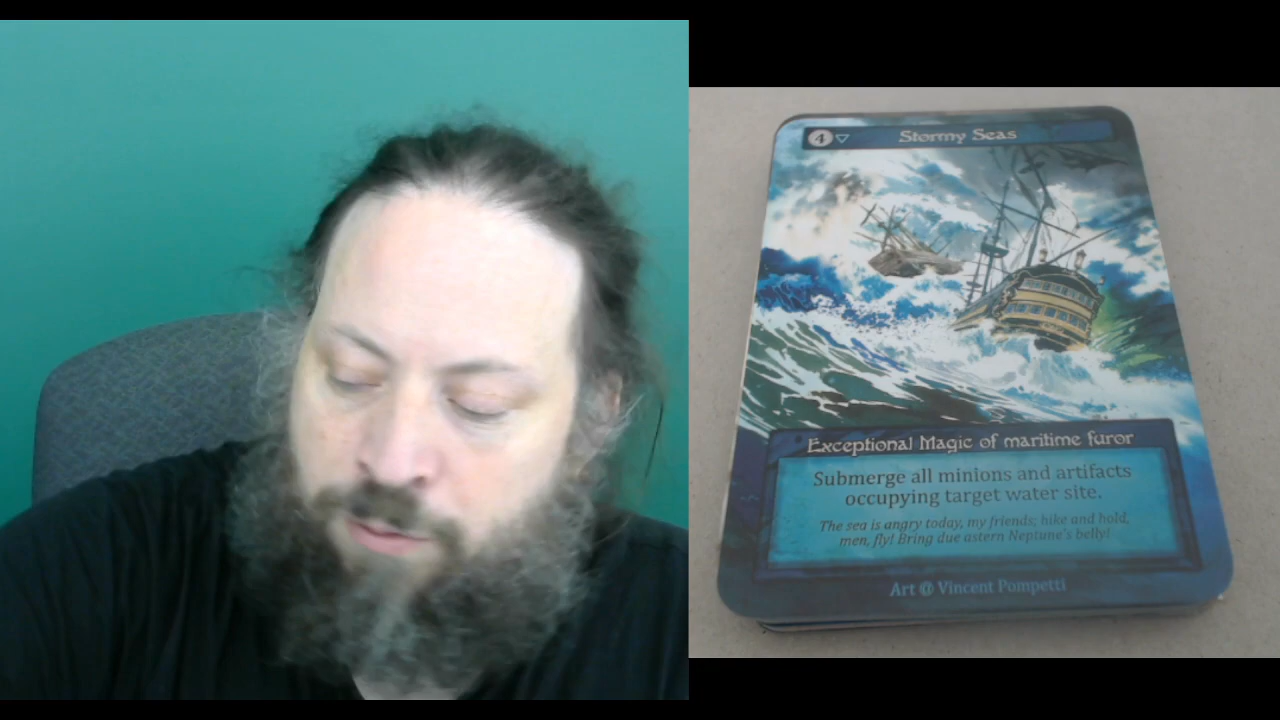 4 Stormy Seas
Exceptional Magic of maritime furor
Submerge all minions and artifacts
occupying target water site.
The sea is angry today, my friends; hike and hold,
men, fly! Bring due astern Neptune's belly!
Art @ Vincent Pompetti